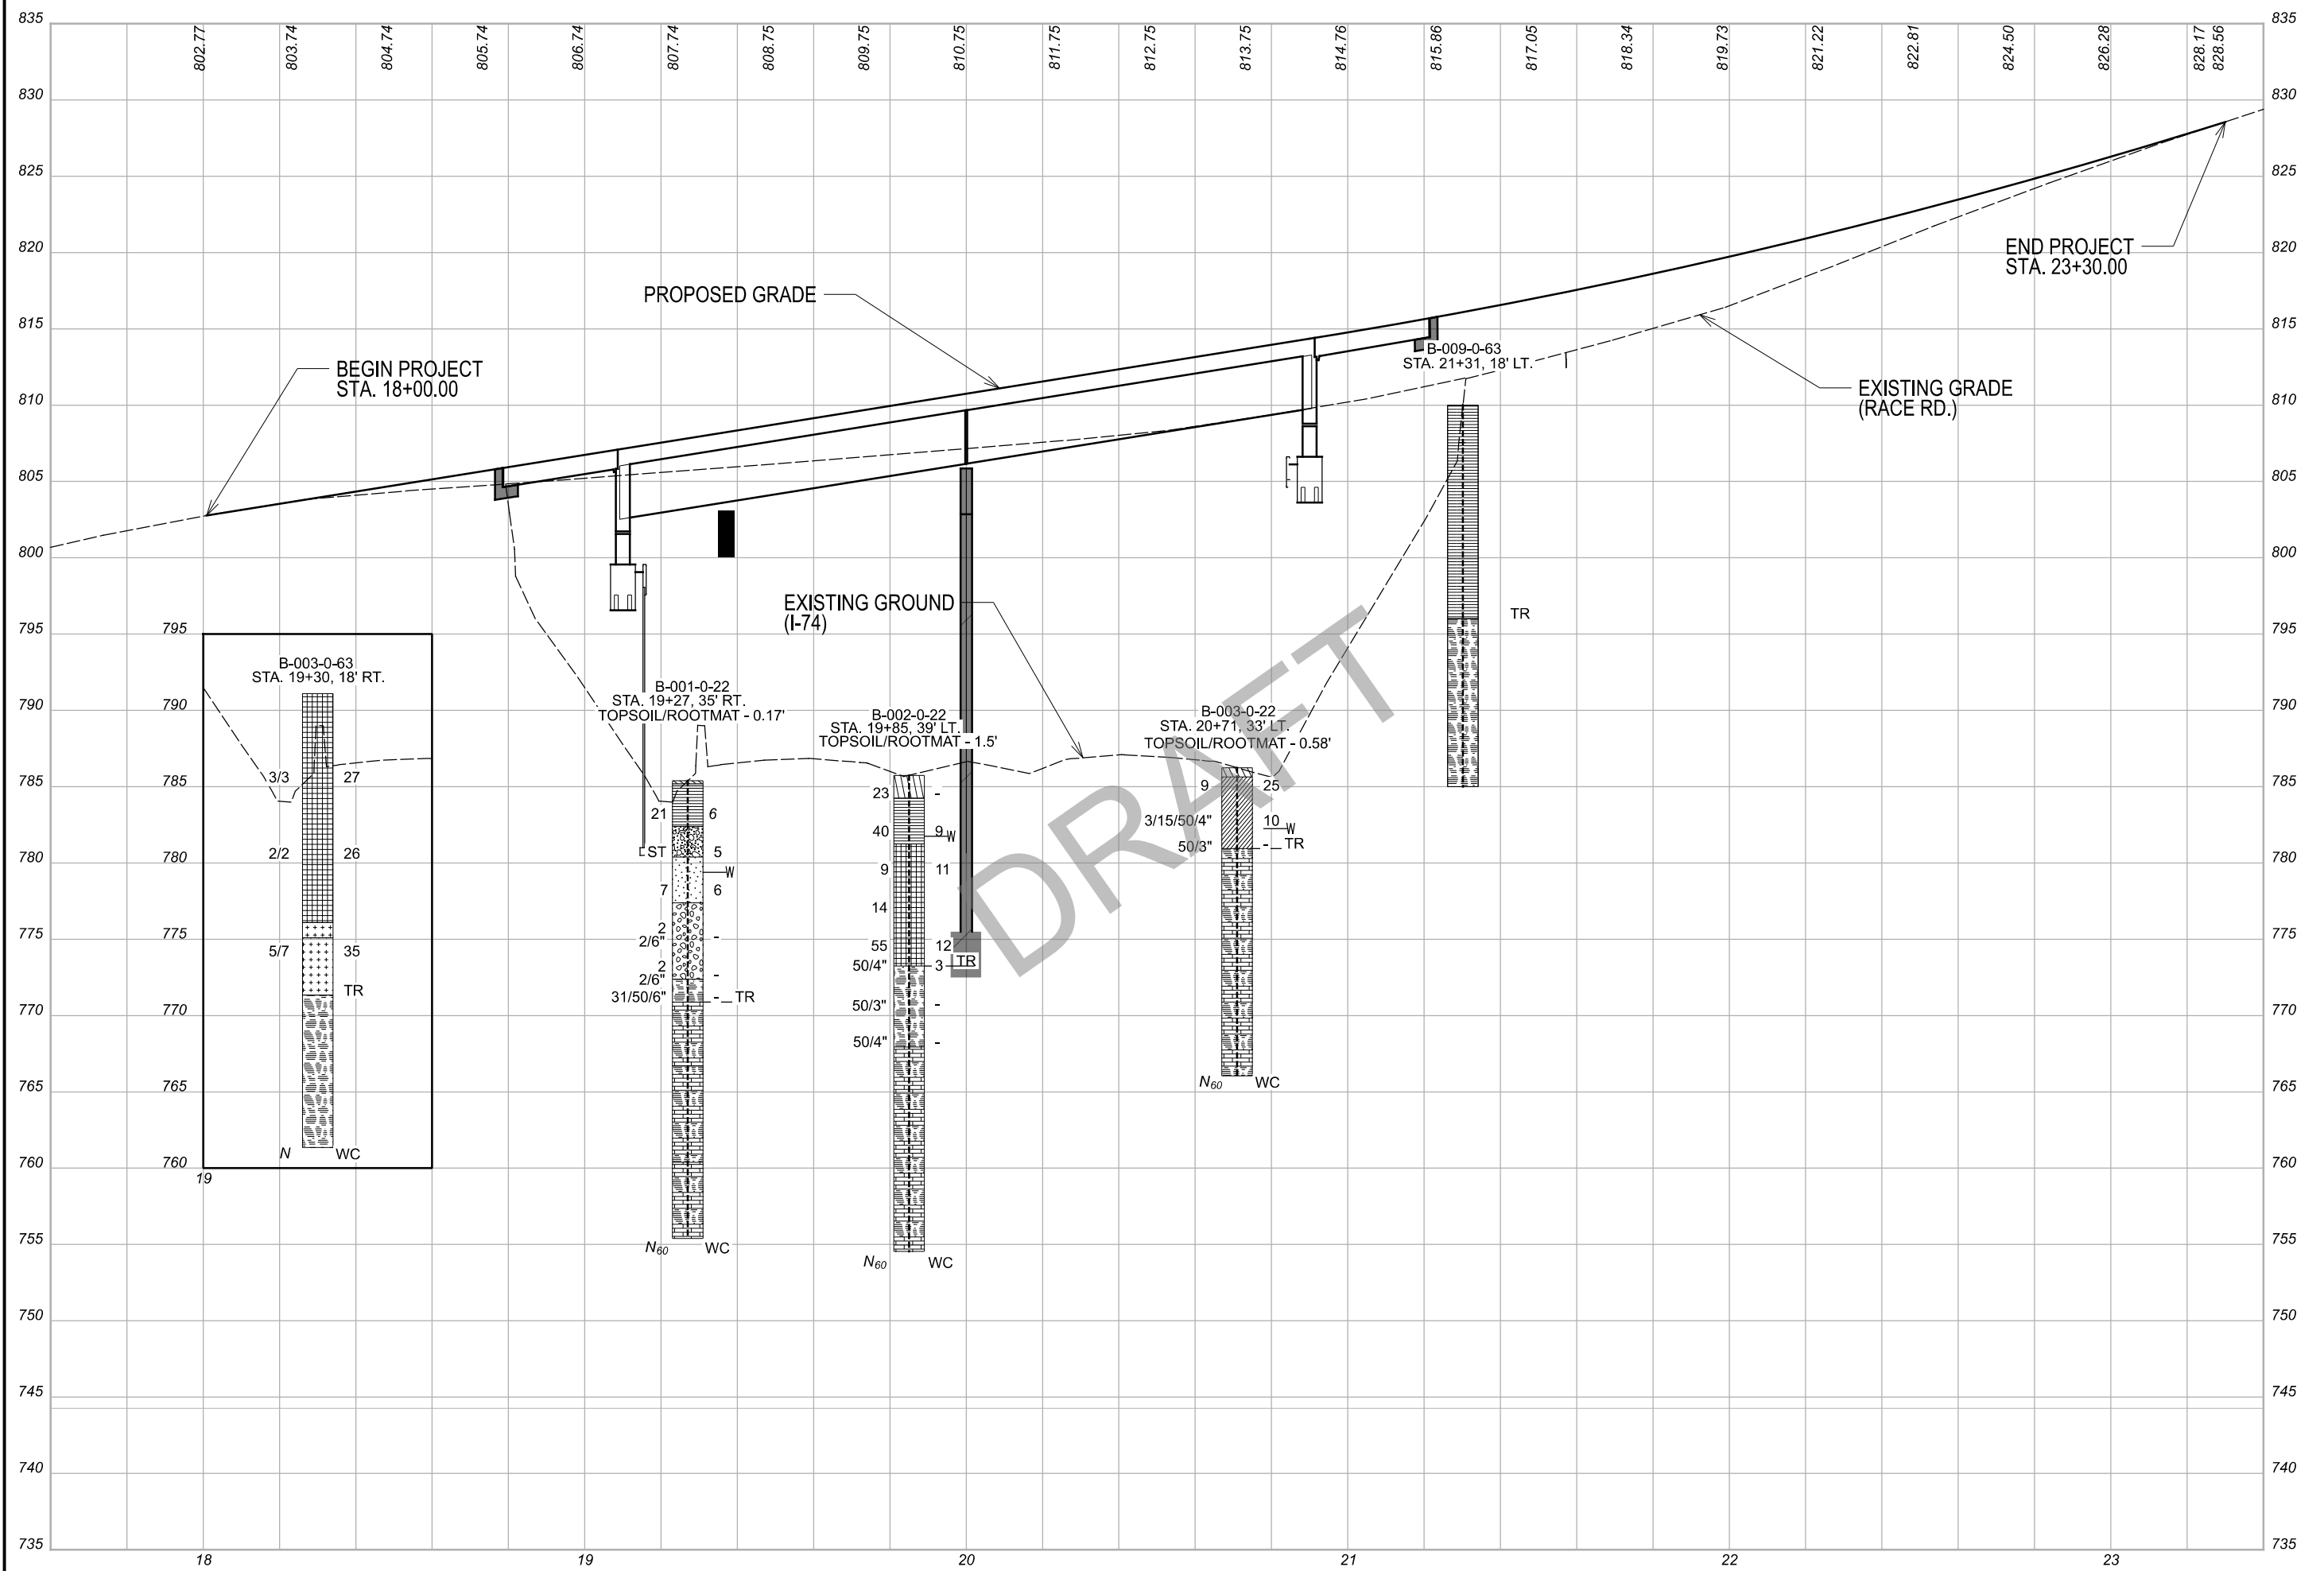 835
802.77 803.74 804.74 805.74 806.74 807.74 808.75 809.75 810.75 811.75 812.75 813.75 814.76 815.86 817.05 818.34 819.73 821.22 822.81 824.50 826.28 828.17 828.56
835
830 830
825 825
END PROJECT
STA. 23+30.00
820 820
PROPOSED GRADE
815 815
B-009-0-63
STA. 21+31, 18' LT.
BEGIN PROJECT
STA. 18+00.00
EXISTING GRADE
(RACE RD.)
810 810
805 805
800 800
EXISTING GROUND
(I-74)
TR
795 795 795
B-003-0-63
STA. 19+30, 18' RT.
B-001-0-22
STA. 19+27, 35' RT.
TOPSOIL/ROOTMAT - 0.17'
B-002-0-22
STA. 19+85, 39' LT.
TOPSOIL/ROOTMAT - 1.5'
B-003-0-22
STA. 20+71, 33' LT.
TOPSOIL/ROOTMAT - 0.58'
DRAFT
790 790 790
3/3 27
785 785 785
23 -
9 25
21 6
40 9 W
3/15/50/4" 10 W
2/2 26
ST 5
50/3" - TR
780 780 780
W
9 11
7 6
14
2
2/6" -
55 12
5/7 35
775 775 775
2
2/6" -
50/4" 3 TR
TR
31/50/6" - TR
50/3" -
770 770 770
50/4" -
765 765 765
N60 WC
N WC
760 760 760
19
755 755
N60 WC
N60 WC
750 750
745 745
740 740
735 735
18 19 20 21 22 23